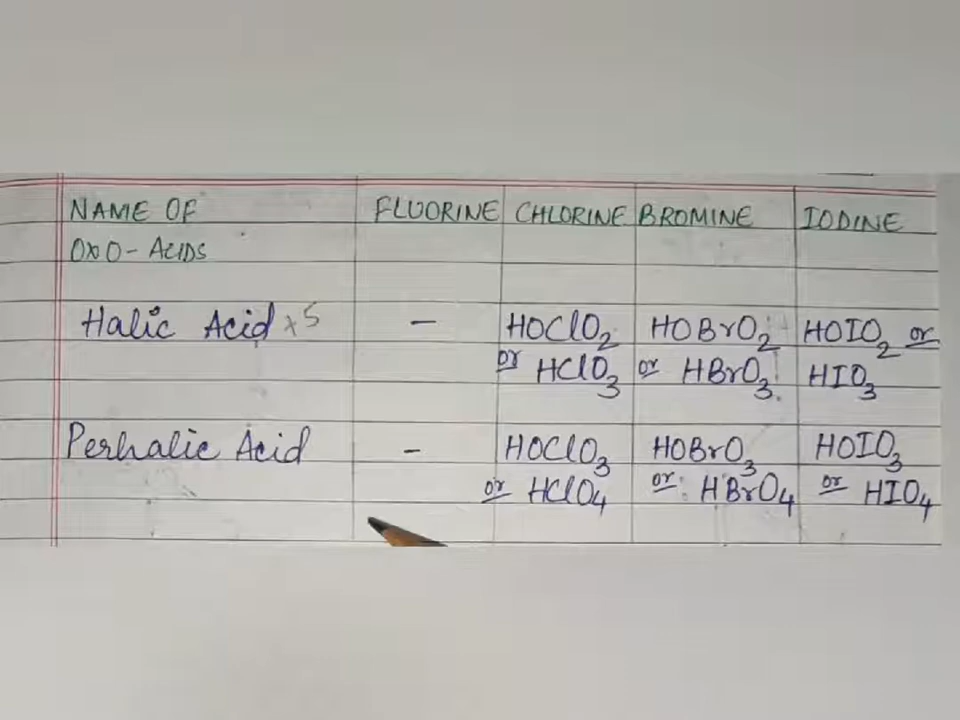 NAME OF FLUORINE CHLORINE BROMINE IODINE
OXO-ACIDS
Halic Acid +5 - HOClO2 HOBrO2 HOIO2 or
or HClO3 or HBrO3 HIO3
Perhalic Acid - HOClO3 HOBrO3 HOIO3
or HClO4 or HBrO4 or HIO4